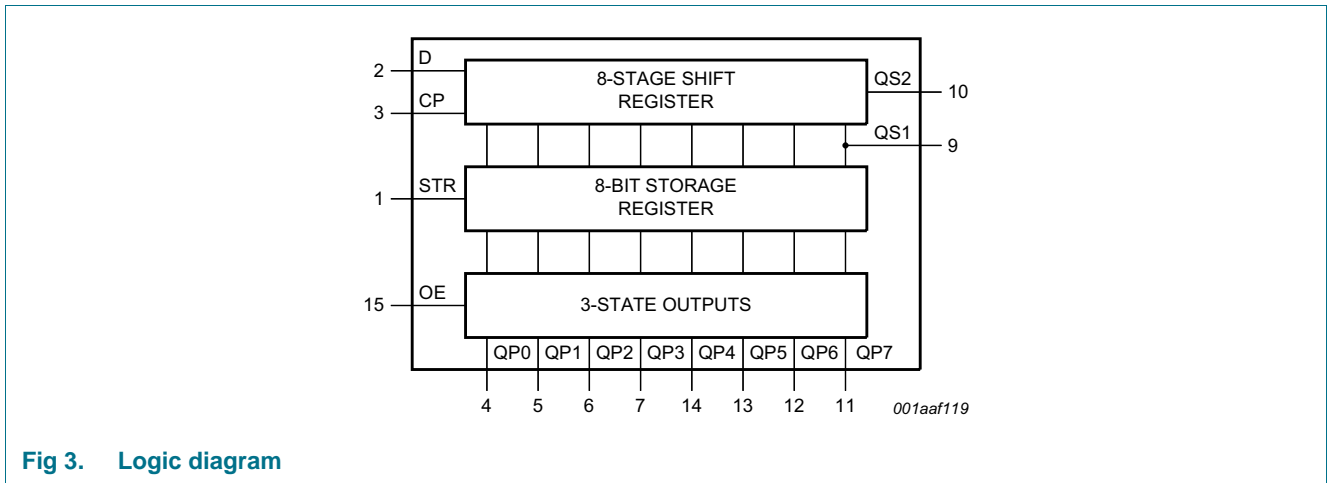 D
2
8-STAGE SHIFT
REGISTER
QS2
10
CP
3
QS1
9
STR
1
8-BIT STORAGE
REGISTER
OE
15
3-STATE OUTPUTS
QP0 QP1 QP2 QP3 QP4 QP5 QP6 QP7
4 5 6 7 14 13 12 11
001aaf119
Fig 3. Logic diagram